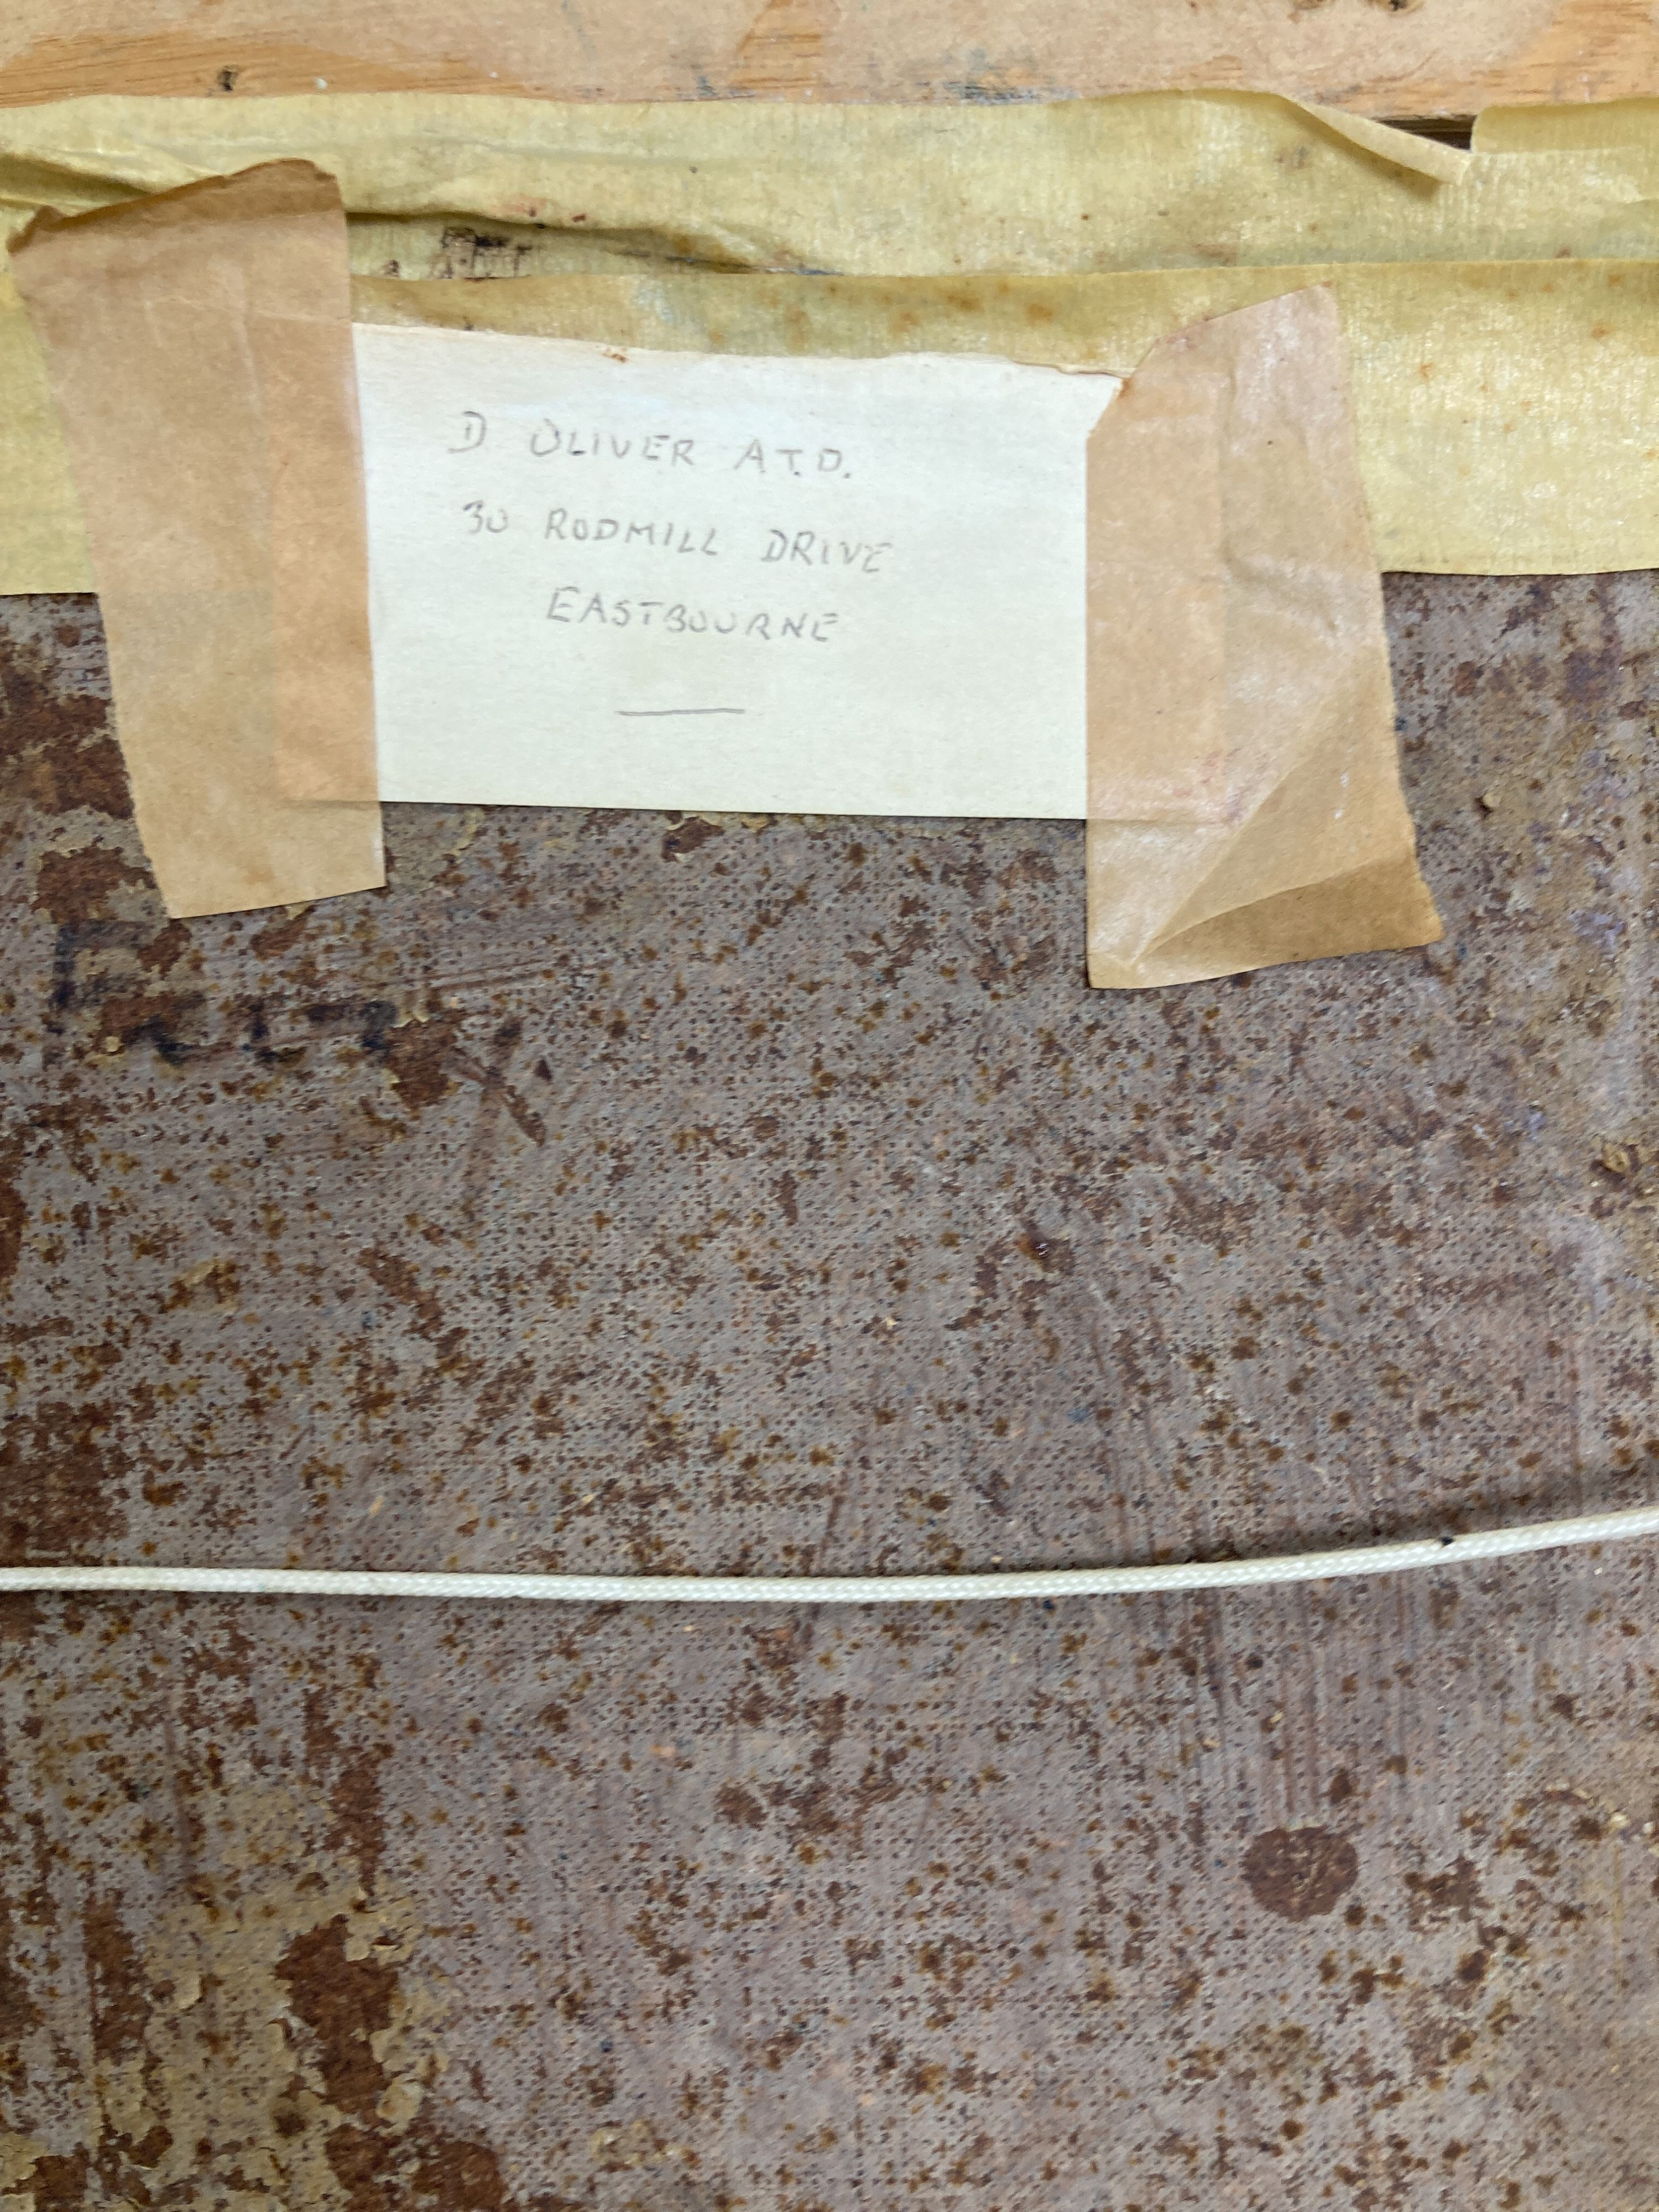 D OLIVER A.T.D.
30 RODMILL DRIVE
EASTBOURNE